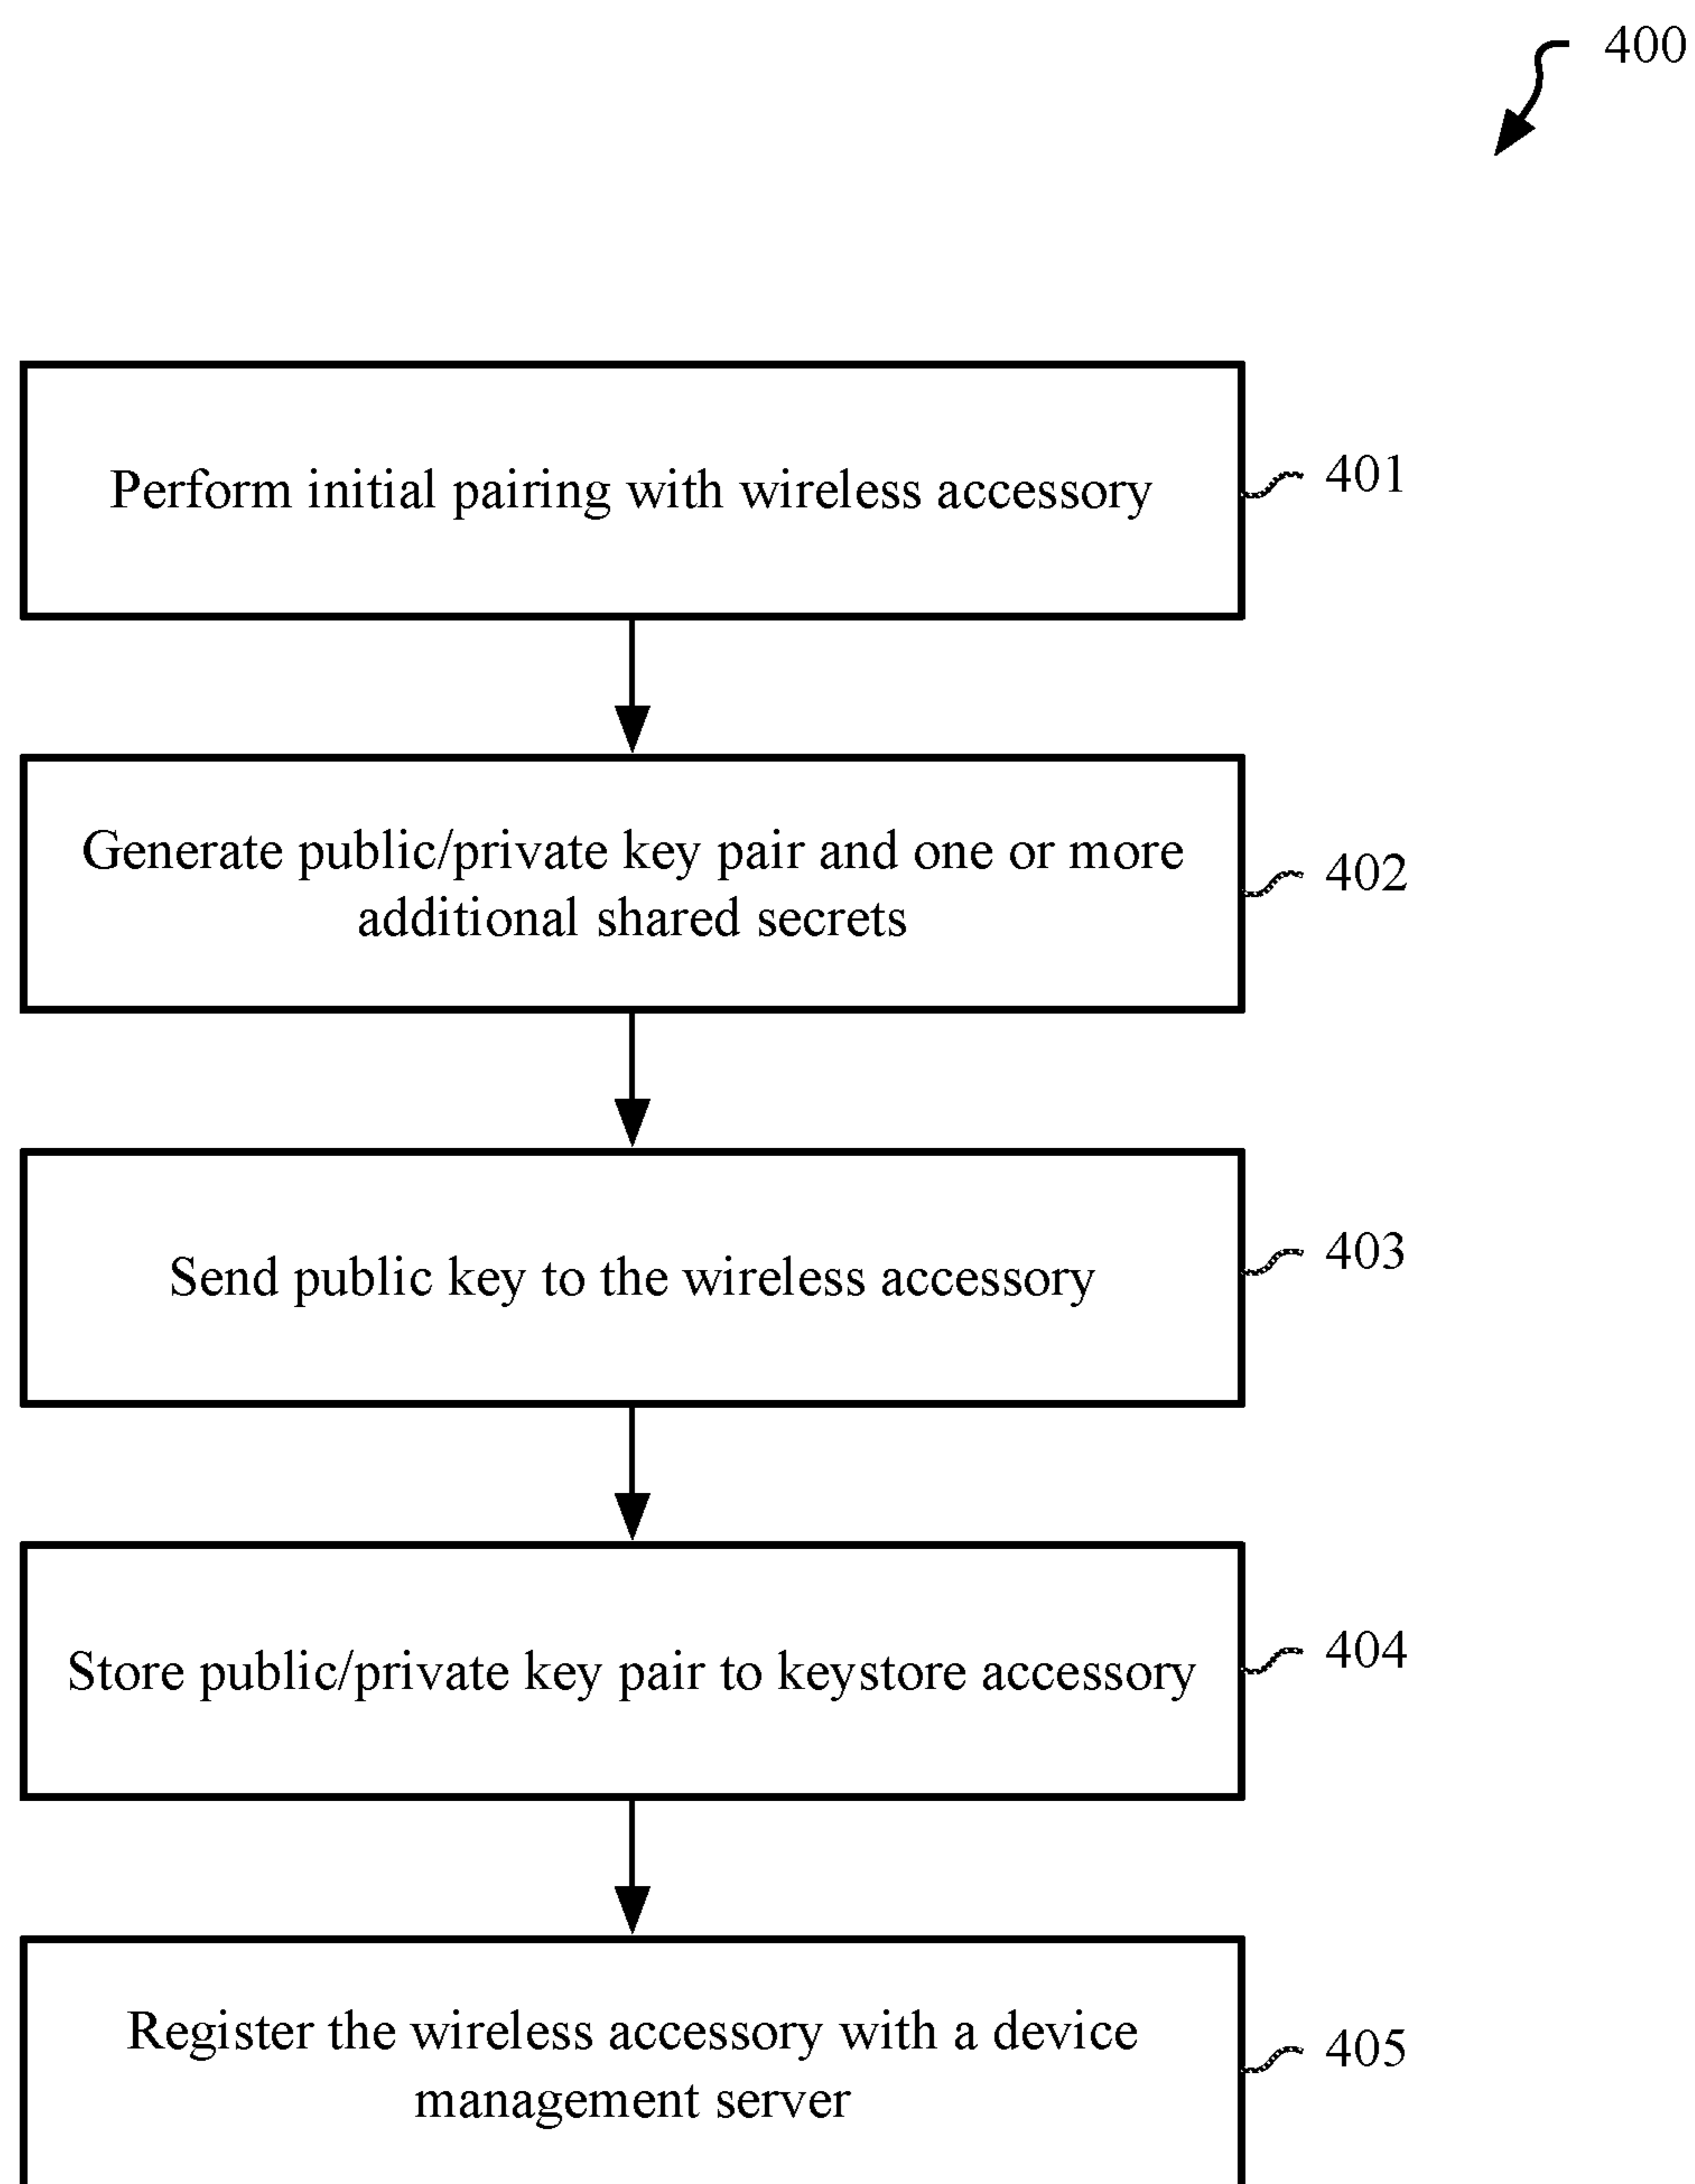 400
Perform initial pairing with wireless accessory
401
Generate public/private key pair and one or more
additional shared secrets
402
Send public key to the wireless accessory
403
Store public/private key pair to keystore accessory
404
Register the wireless accessory with a device
management server
405